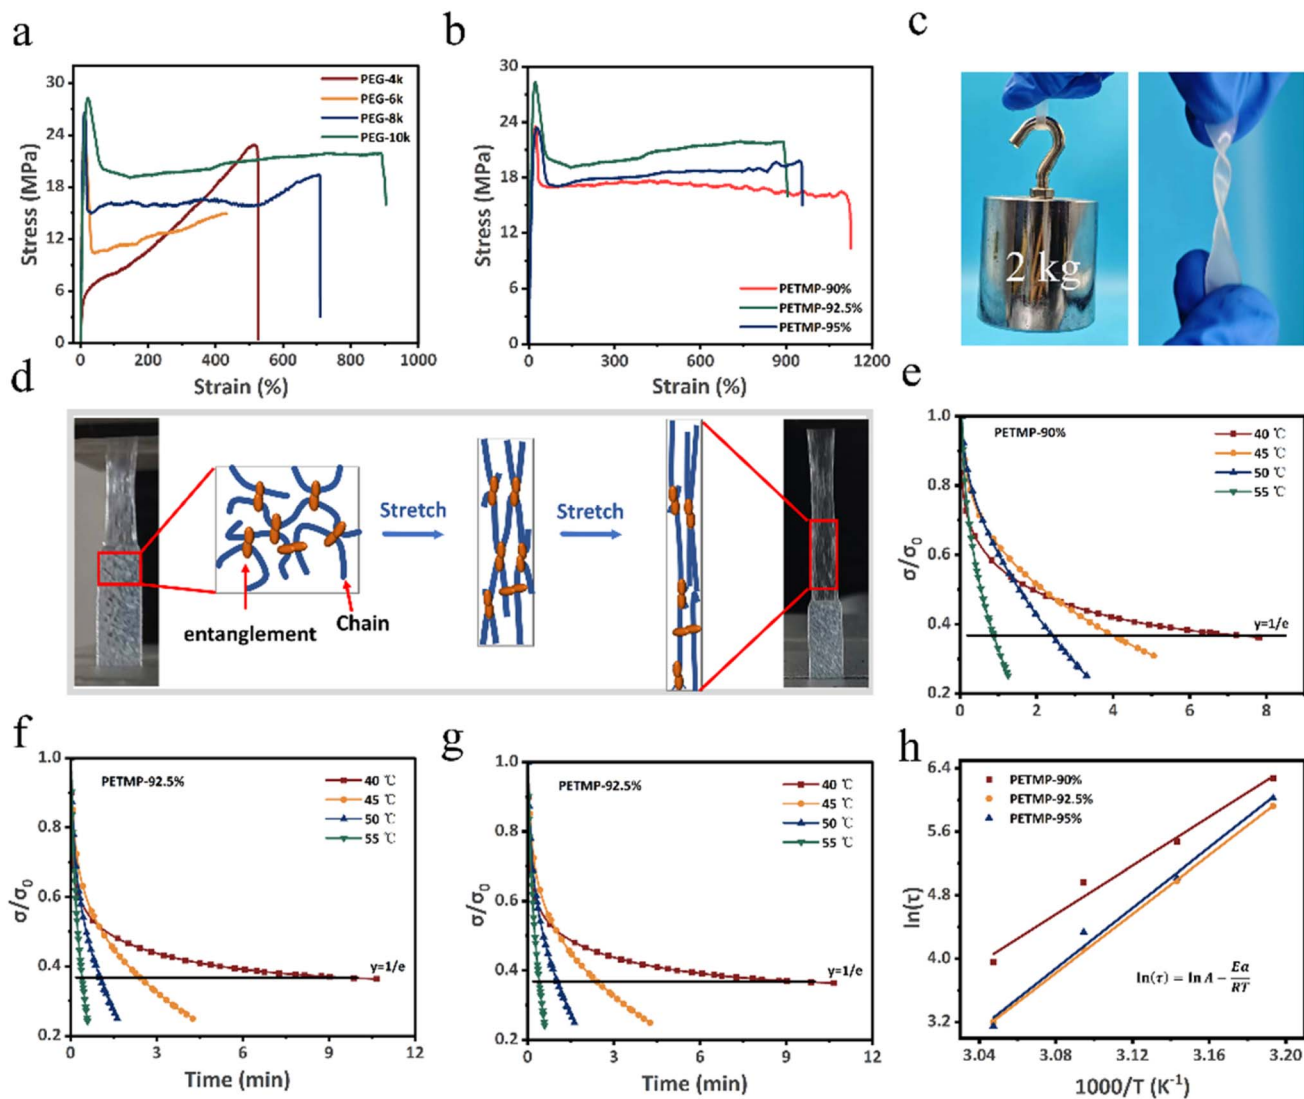 a
30
24
18
12
6
0
Stress (MPa)
0
200
400
600
800
1000
Strain (%)
PEG-4k
PEG-6k
PEG-8k
PEG-10k
b
30
24
18
12
6
0
Stress (MPa)
0
300
600
900
1200
Strain (%)
PETMP-90%
PETMP-92.5%
PETMP-95%
c
2 kg
d
entanglement
Chain
Stretch
Stretch
e
1.0
0.8
0.6
0.4
0.2
σ/σ0
PETMP-90%
40 ℃
45 ℃
50 ℃
55 ℃
y=1/e
0
2
4
6
8
f
1.0
0.8
0.6
0.4
0.2
σ/σ0
PETMP-92.5%
40 ℃
45 ℃
50 ℃
55 ℃
y=1/e
0
3
6
9
12
Time (min)
g
1.0
0.8
0.6
0.4
0.2
σ/σ0
PETMP-92.5%
40 ℃
45 ℃
50 ℃
55 ℃
y=1/e
0
3
6
9
12
Time (min)
h
6.4
5.6
4.8
4.0
3.2
ln(τ)
PETMP-90%
PETMP-92.5%
PETMP-95%
ln(τ) = ln A − Ea/RT
3.04
3.08
3.12
3.16
3.20
1000/T (K⁻¹)